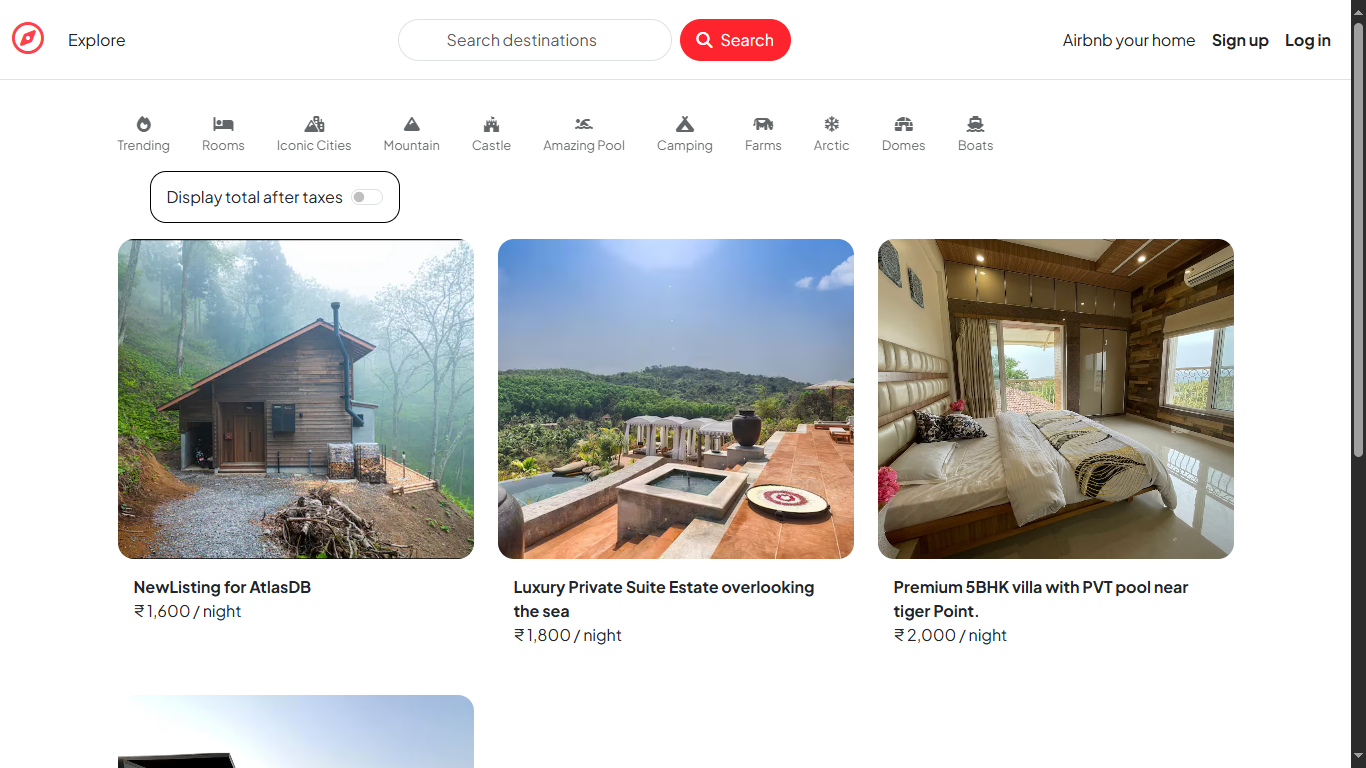 Explore
Search destinations
Search
Airbnb your home
Sign up
Log in
Trending
Rooms
Iconic Cities
Mountain
Castle
Amazing Pool
Camping
Farms
Arctic
Domes
Boats
Display total after taxes
NewListing for AtlasDB
₹ 1,600 / night
Luxury Private Suite Estate overlooking
the sea
₹ 1,800 / night
Premium 5BHK villa with PVT pool near
tiger Point.
₹ 2,000 / night